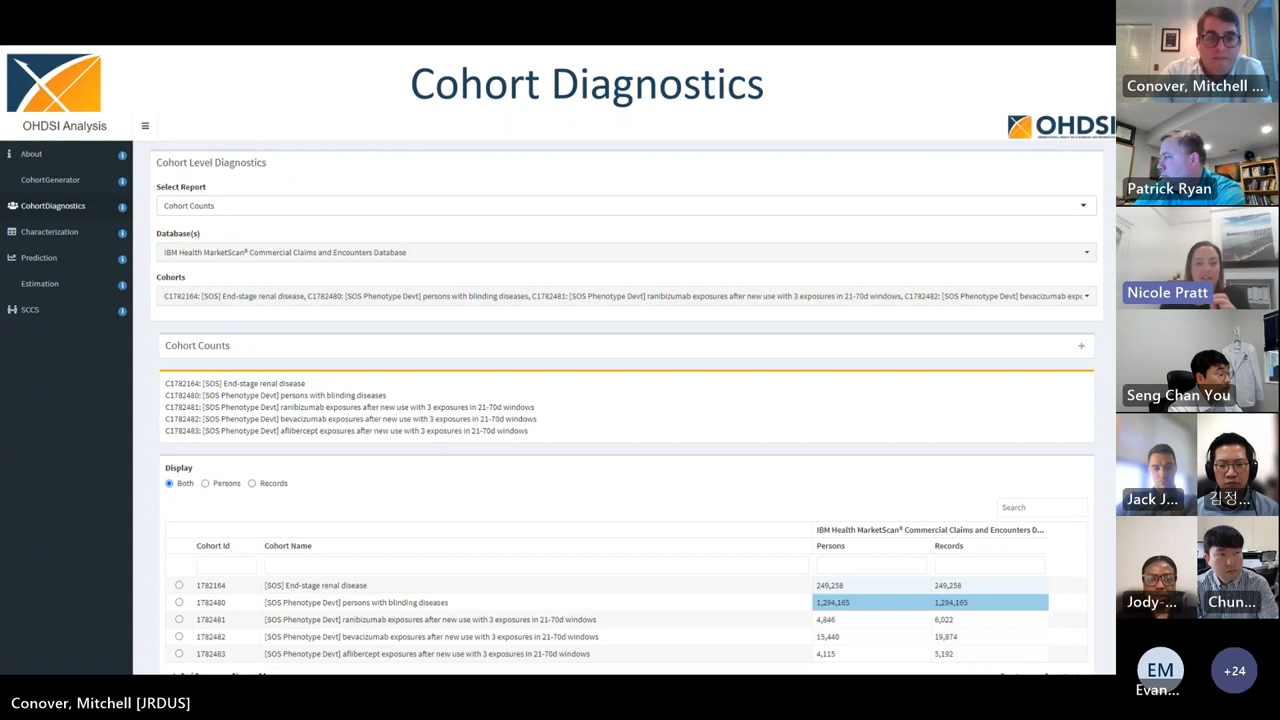 Cohort Diagnostics
OHDSI Analysis
OHDSI
About
CohortGenerator
CohortDiagnostics
Characterization
Prediction
Estimation
SCCS
Cohort Level Diagnostics
Select Report
Cohort Counts
Database(s)
IBM Health MarketScan® Commercial Claims and Encounters Database
Cohorts
C1782164: [SOS] End-stage renal disease, C1782480: [SOS Phenotype Devt] persons with blinding diseases, C1782481: [SOS Phenotype Devt] ranibizumab exposures after new use with 3 exposures in 21-70d windows, C1782482: [SOS Phenotype Devt] bevacizumab expo
Cohort Counts
C1782164: [SOS] End-stage renal disease
C1782480: [SOS Phenotype Devt] persons with blinding diseases
C1782481: [SOS Phenotype Devt] ranibizumab exposures after new use with 3 exposures in 21-70d windows
C1782482: [SOS Phenotype Devt] bevacizumab exposures after new use with 3 exposures in 21-70d windows
C1782483: [SOS Phenotype Devt] aflibercept exposures after new use with 3 exposures in 21-70d windows
Display
Both Persons Records
Search
IBM Health MarketScan® Commercial Claims and Encounters D...
Cohort Id Cohort Name Persons Records
1782164 [SOS] End-stage renal disease 249,258 249,258
1782480 [SOS Phenotype Devt] persons with blinding diseases 1,294,165 1,294,165
1782481 [SOS Phenotype Devt] ranibizumab exposures after new use with 3 exposures in 21-70d windows 4,846 6,022
1782482 [SOS Phenotype Devt] bevacizumab exposures after new use with 3 exposures in 21-70d windows 15,440 19,874
1782483 [SOS Phenotype Devt] aflibercept exposures after new use with 3 exposures in 21-70d windows 4,115 5,192
Conover, Mitchell [JRDUS]
Conover, Mitchell ...
Patrick Ryan
Nicole Pratt
Seng Chan You
Jack J...
김정...
Jody-...
Chun...
EM
Evan...
+24